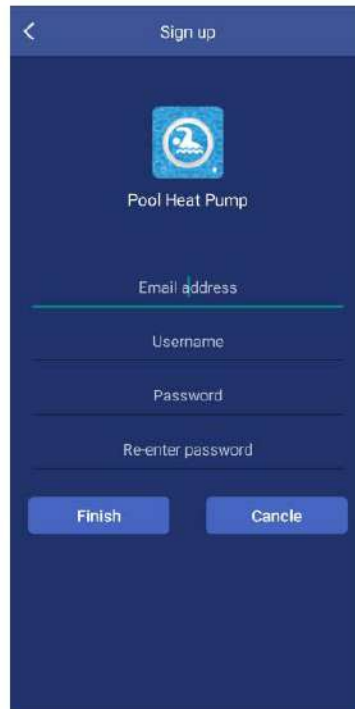 Sign up
Pool Heat Pump
Email address
Username
Password
Re-enter password
Finish Cancle